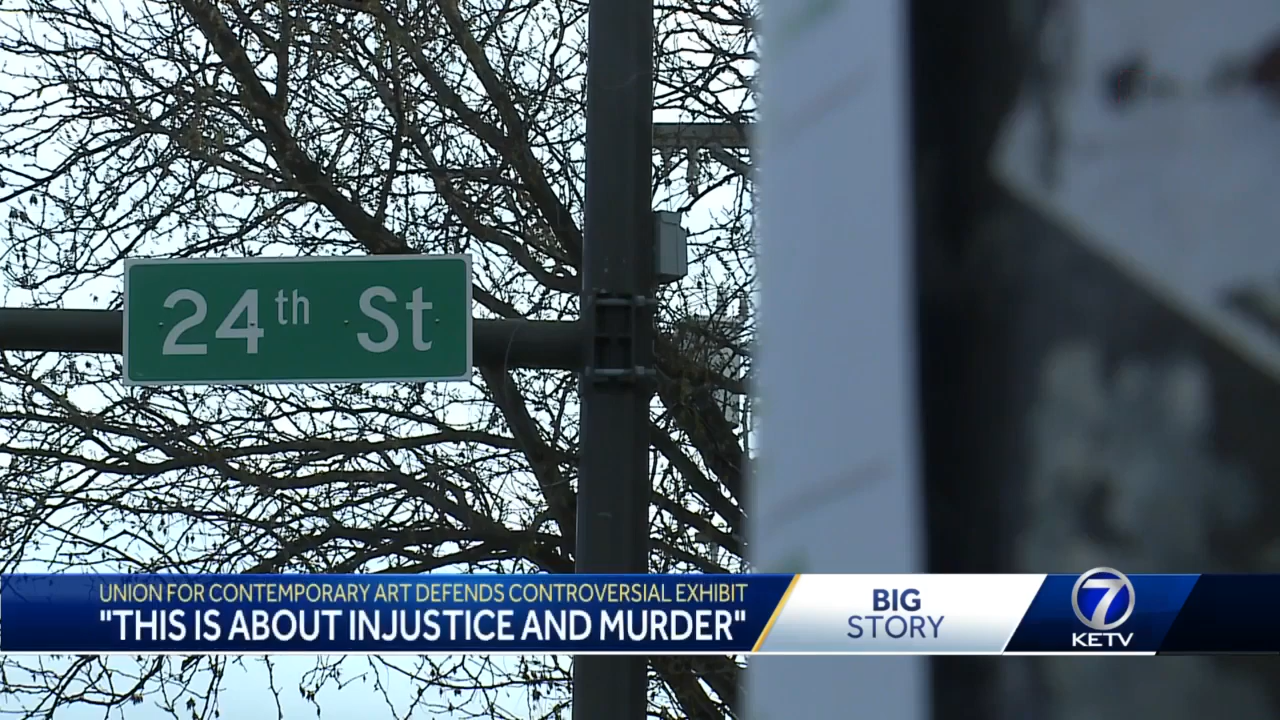 24th St
UNION FOR CONTEMPORARY ART DEFENDS CONTROVERSIAL EXHIBIT
"THIS IS ABOUT INJUSTICE AND MURDER"
BIG
STORY
7
KETV